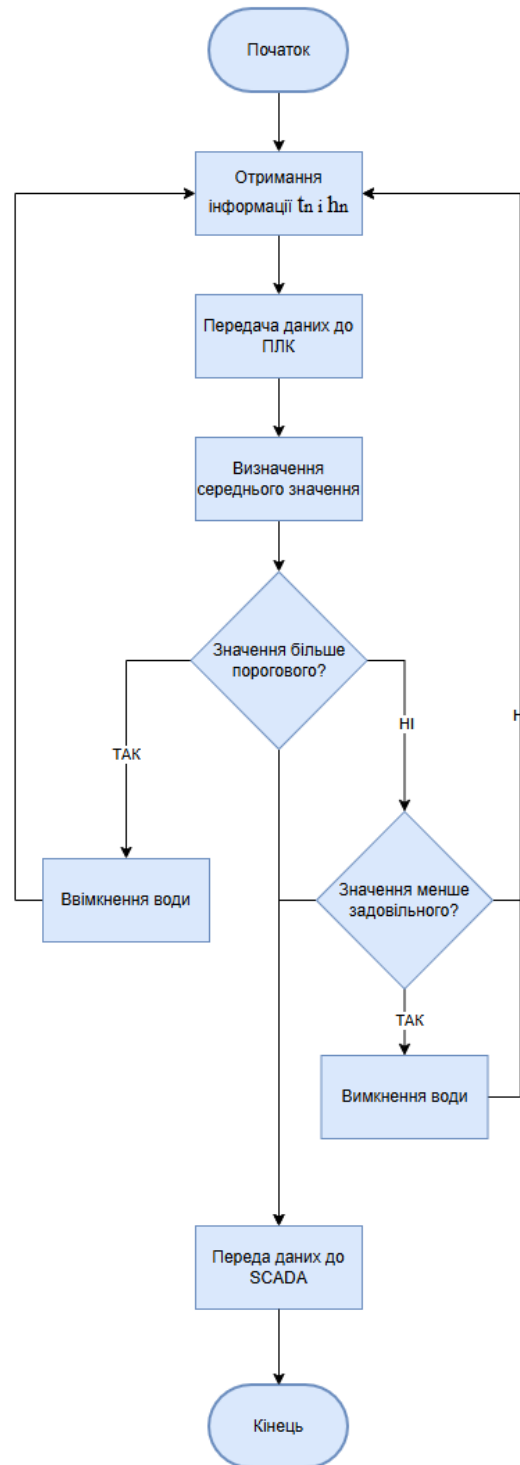 Початок
Отримання
інформації tn і hn
Передача даних до
ПЛК
Визначення
середнього значення
Значення більше
порогового?
ТАК
НІ
Ввімкнення води
Значення менше
задовільного?
ТАК
Вимкнення води
Переда даних до
SCADA
Кінець